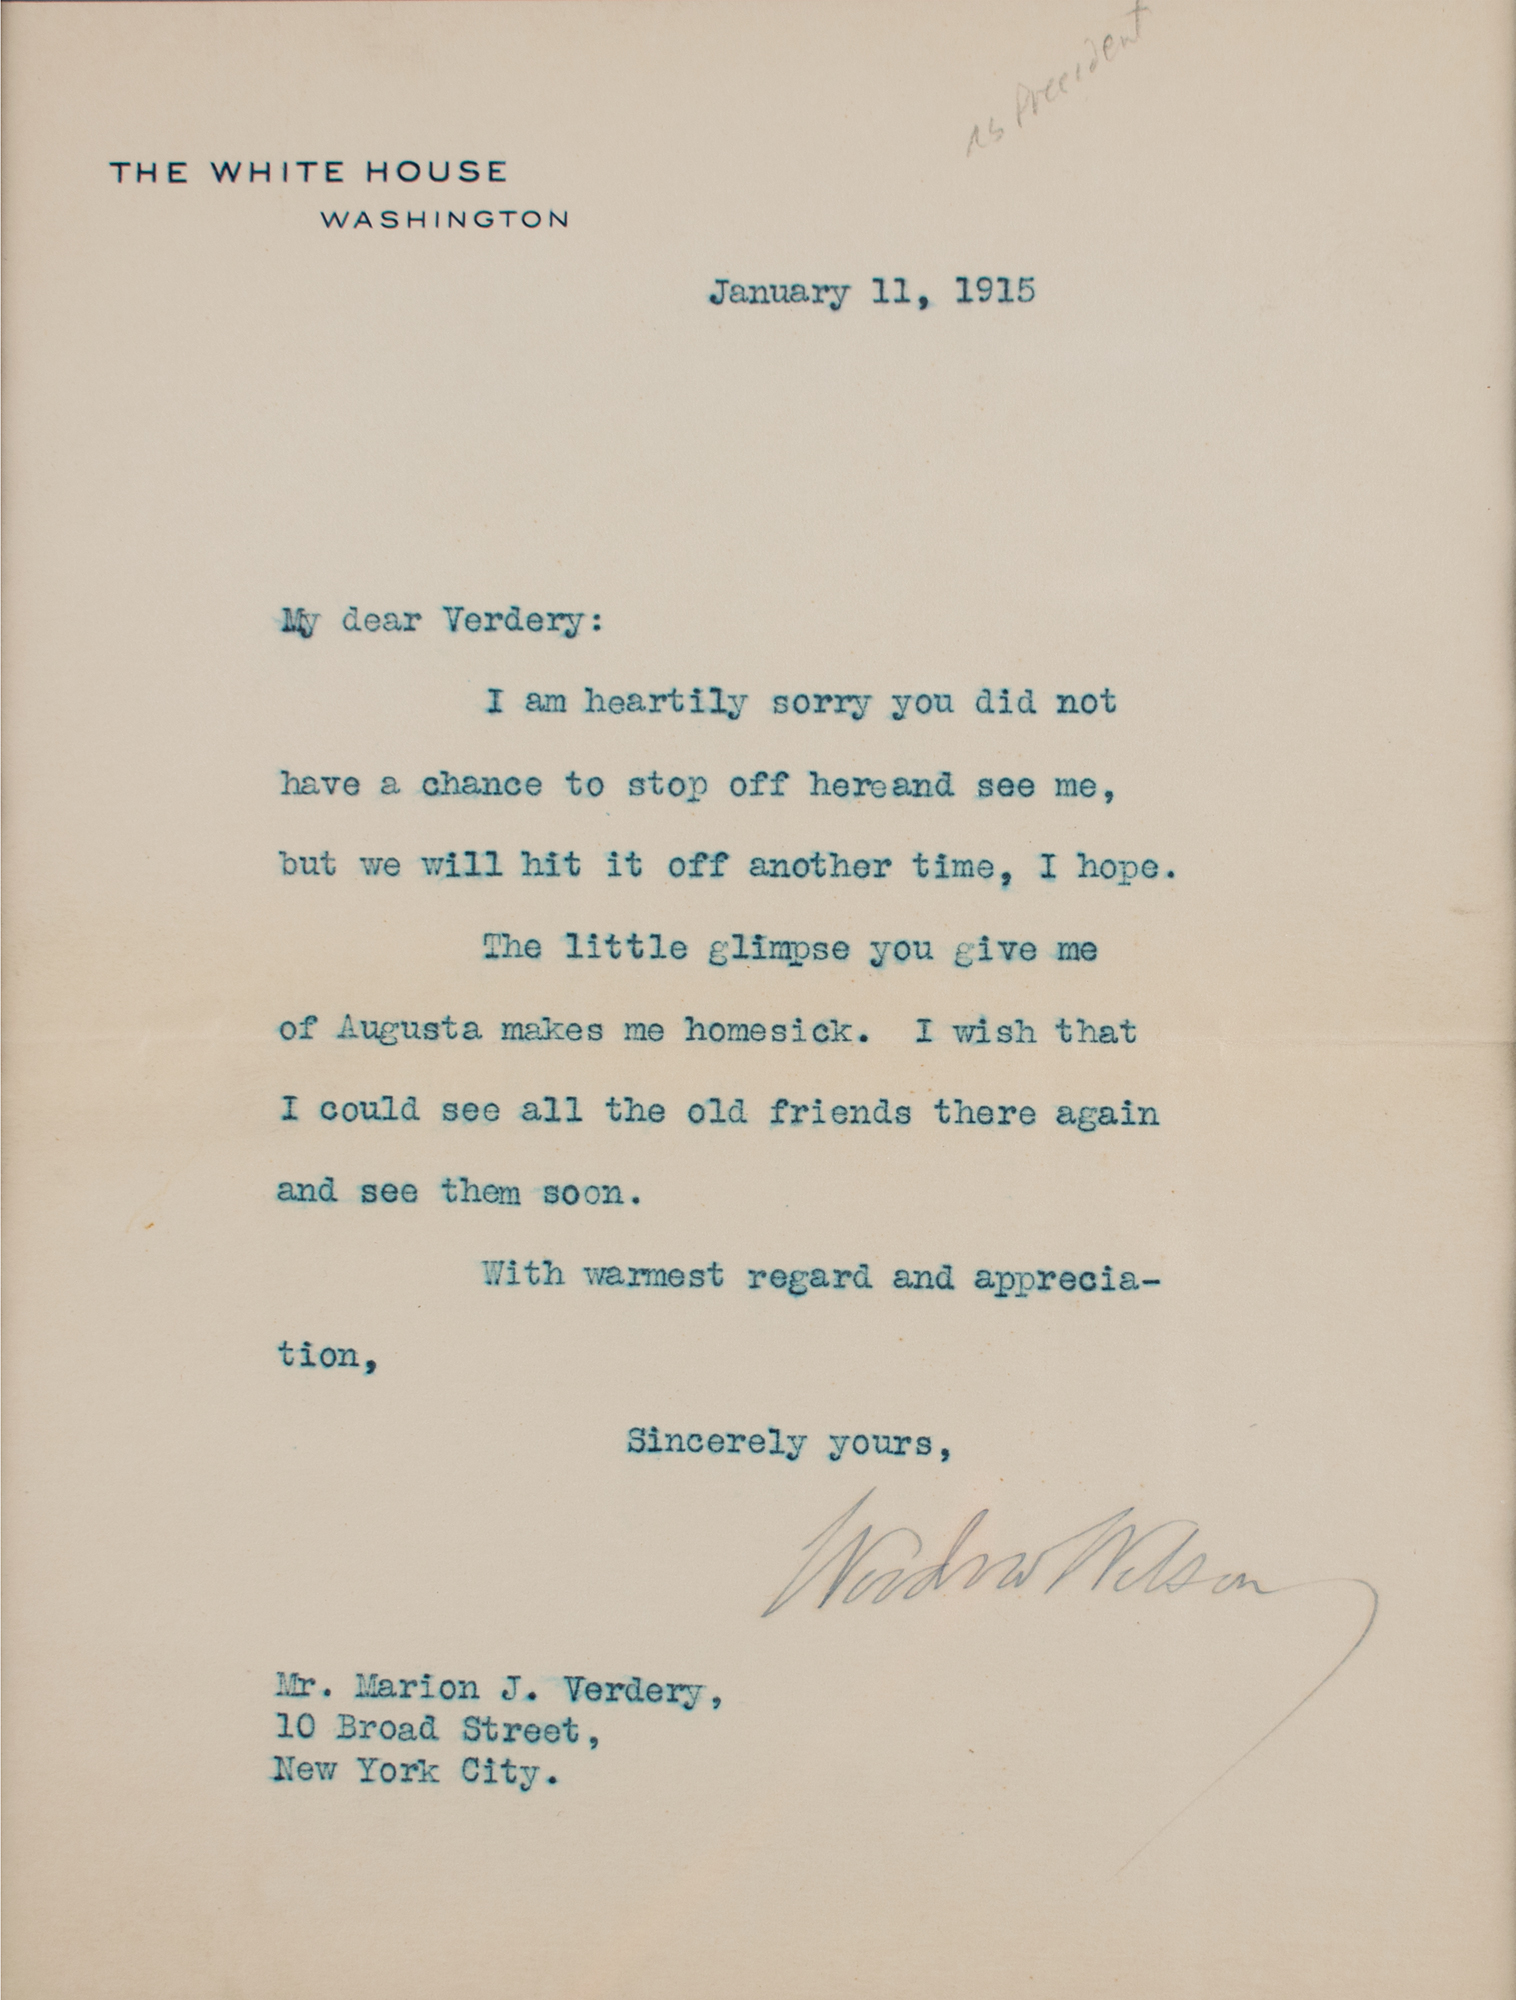 as President
THE WHITE HOUSE
WASHINGTON
January 11, 1915
My dear Verdery:
I am heartily sorry you did not
have a chance to stop off hereand see me,
but we will hit it off another time, I hope.
The little glimpse you give me
of Augusta makes me homesick.  I wish that
I could see all the old friends there again
and see them soon.
With warmest regard and apprecia-
tion,
Sincerely yours,
Woodrow Wilson
Mr. Marion J. Verdery,
10 Broad Street,
New York City.